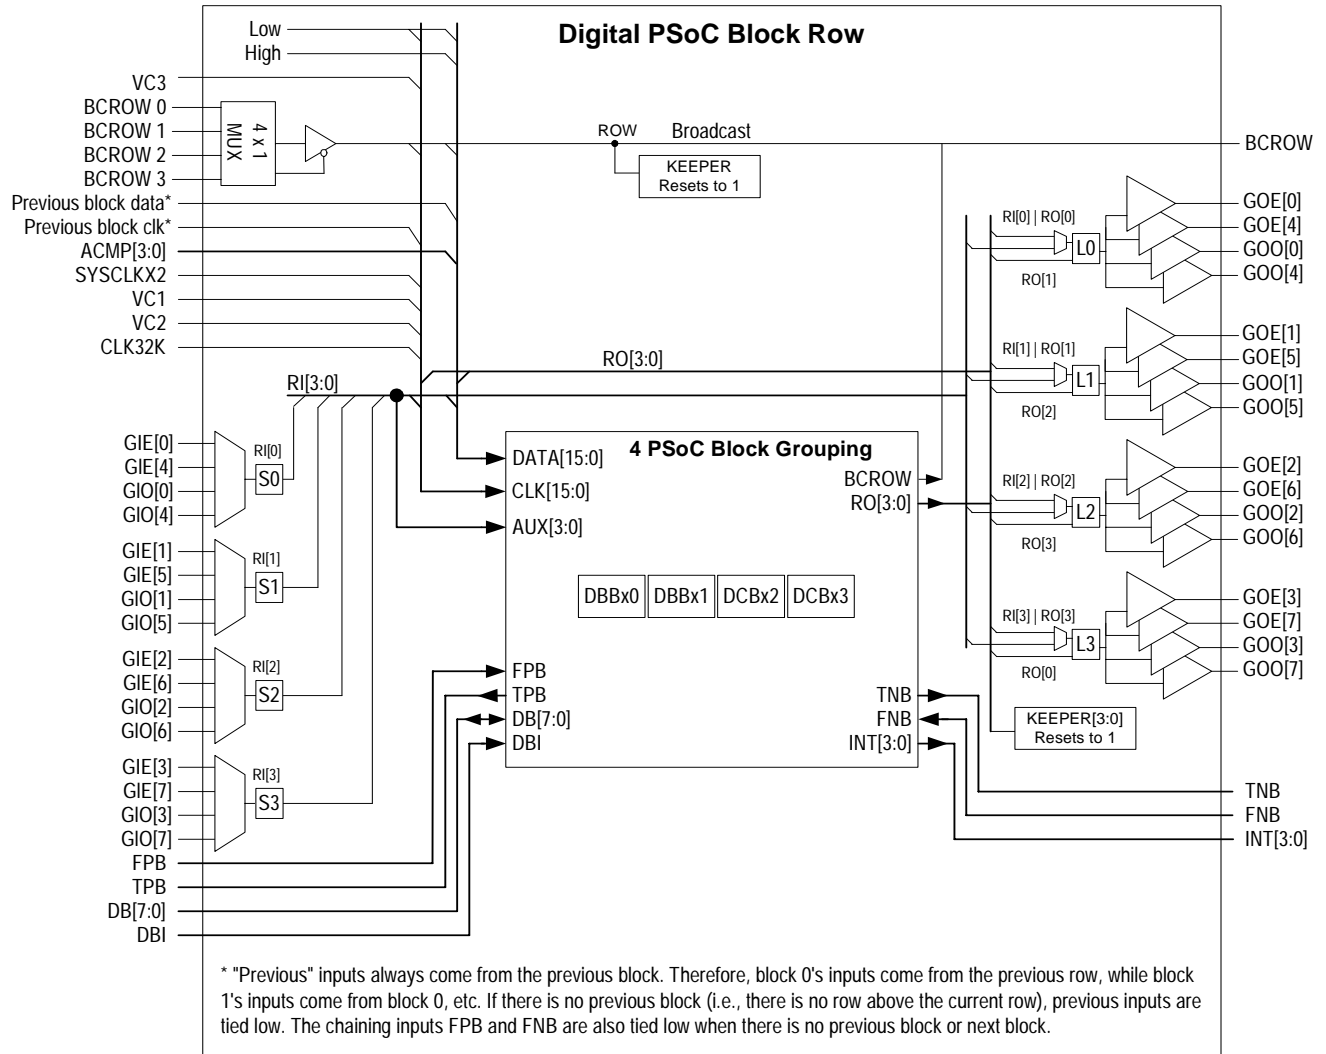 Digital PSoC Block Row
Low
High
VC3
BCROW 0
BCROW 1
BCROW 2
BCROW 3
4 x 1
MUX
ROW
Broadcast
KEEPER
Resets to 1
BCROW
Previous block data*
Previous block clk*
ACMP[3:0]
SYSCLKX2
VC1
VC2
CLK32K
RO[3:0]
RI[3:0]
GIE[0]
GIE[4]
GIO[0]
GIO[4]
RI[0]
S0
GIE[1]
GIE[5]
GIO[1]
GIO[5]
RI[1]
S1
GIE[2]
GIE[6]
GIO[2]
GIO[6]
RI[2]
S2
GIE[3]
GIE[7]
GIO[3]
GIO[7]
RI[3]
S3
FPB
TPB
DB[7:0]
DBI
4 PSoC Block Grouping
DATA[15:0]
CLK[15:0]
AUX[3:0]
BCROW
RO[3:0]
DBBx0
DBBx1
DCBx2
DCBx3
FPB
TPB
DB[7:0]
DBI
TNB
FNB
INT[3:0]
RI[0] | RO[0]
L0
RO[1]
GOE[0]
GOE[4]
GOO[0]
GOO[4]
RI[1] | RO[1]
L1
RO[2]
GOE[1]
GOE[5]
GOO[1]
GOO[5]
RI[2] | RO[2]
L2
RO[3]
GOE[2]
GOE[6]
GOO[2]
GOO[6]
RI[3] | RO[3]
L3
RO[0]
GOE[3]
GOE[7]
GOO[3]
GOO[7]
KEEPER[3:0]
Resets to 1
TNB
FNB
INT[3:0]
* "Previous" inputs always come from the previous block. Therefore, block 0's inputs come from the previous row, while block
1's inputs come from block 0, etc. If there is no previous block (i.e., there is no row above the current row), previous inputs are
tied low. The chaining inputs FPB and FNB are also tied low when there is no previous block or next block.